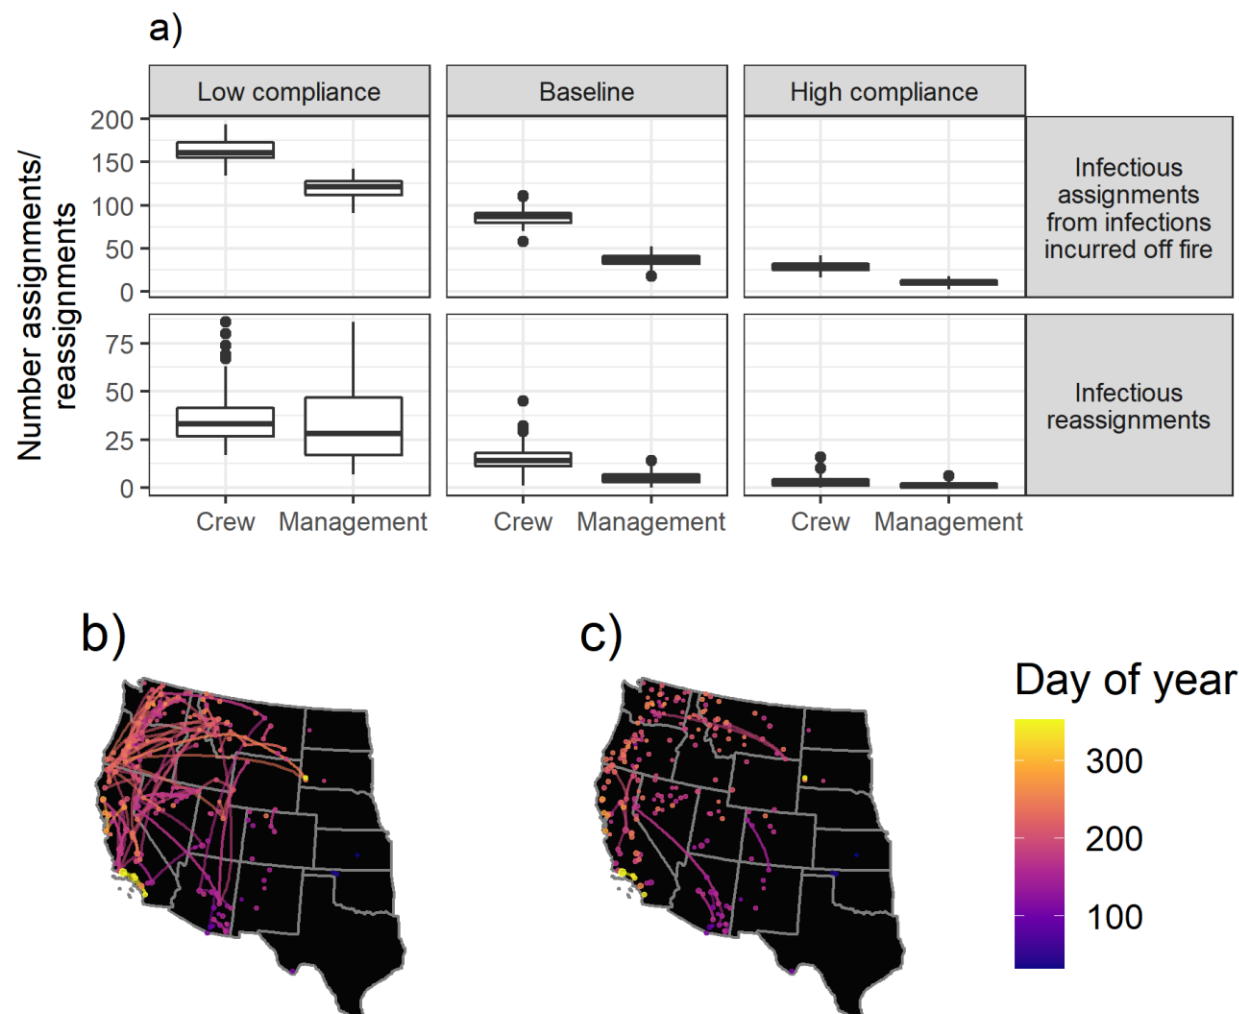 a)
Low compliance
Baseline
High compliance
Number assignments/
reassignments
200
150
100
50
0
Infectious
assignments
from infections
incurred off fire
75
50
25
0
Infectious
reassignments
Crew
Management
Crew
Management
Crew
Management
b)
c)
Day of year
300
200
100